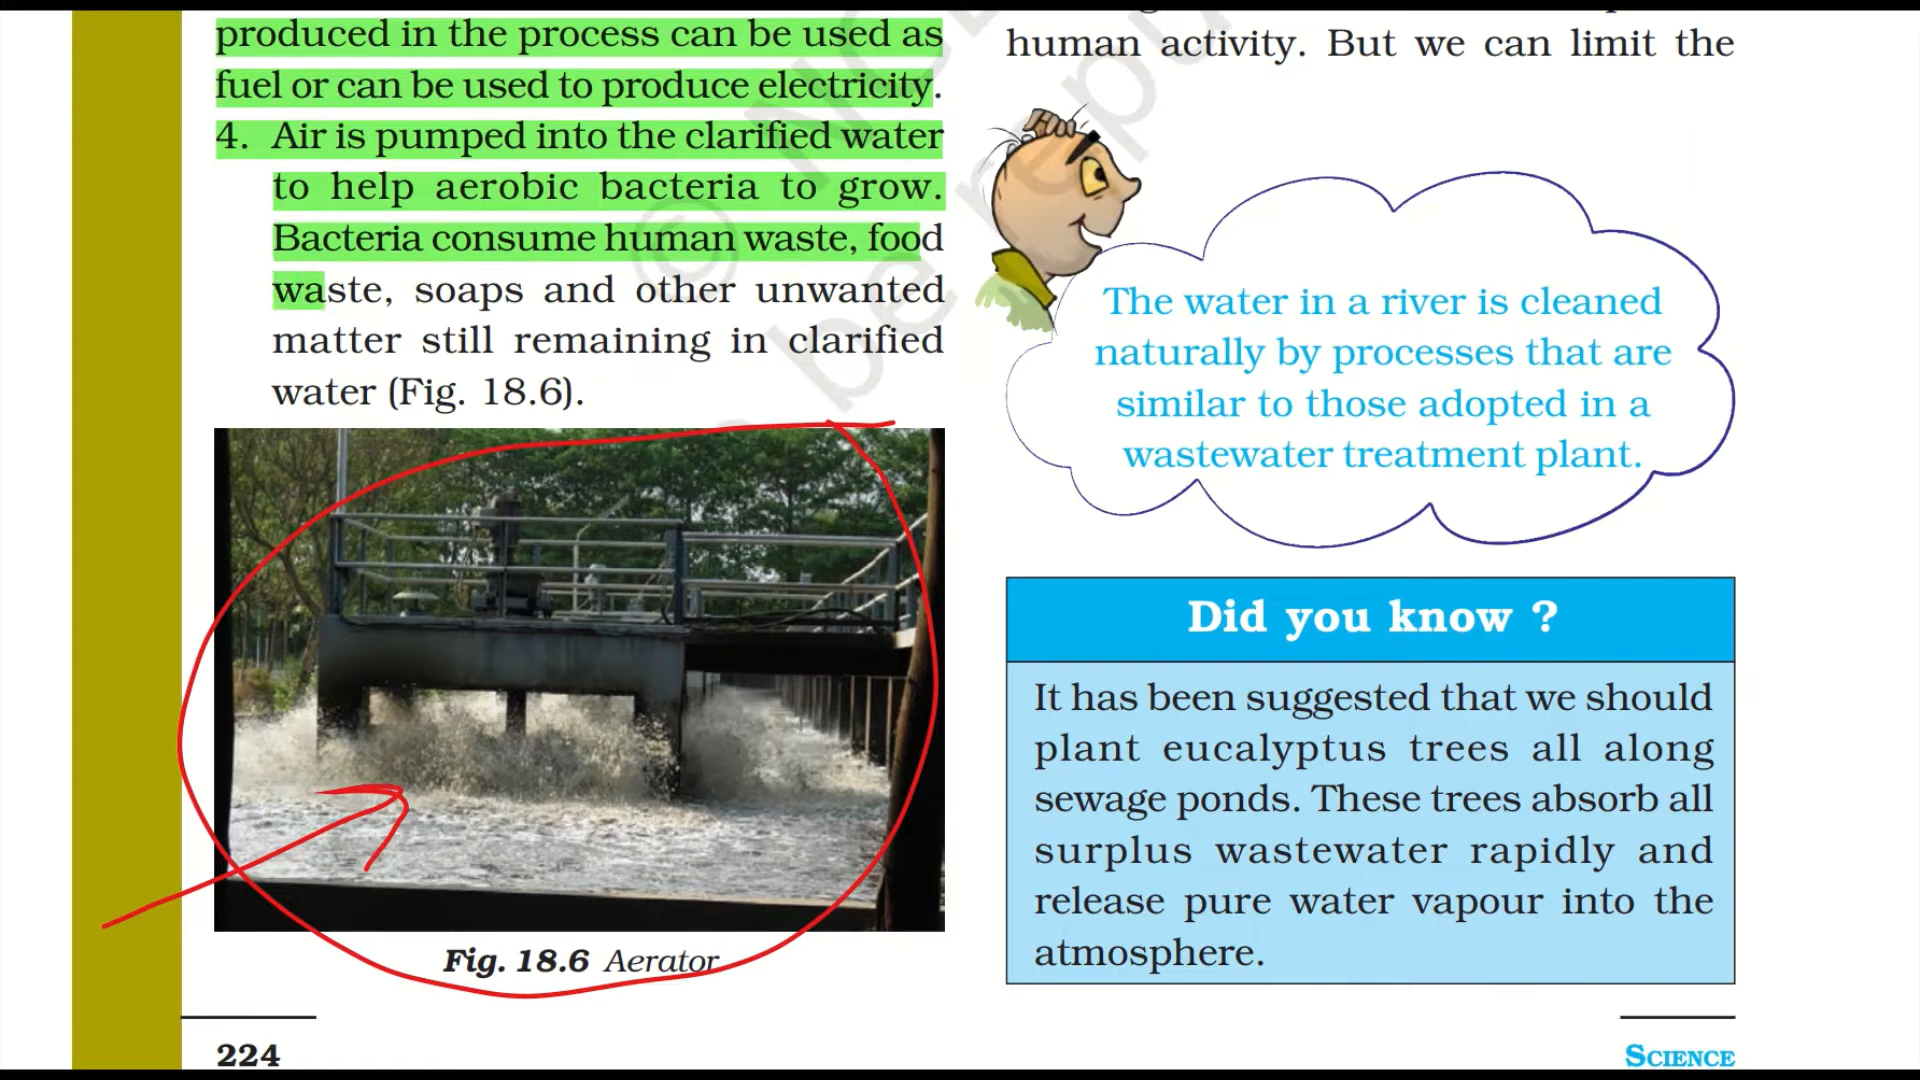 produced in the process can be used as
fuel or can be used to produce electricity.
4. Air is pumped into the clarified water
to help aerobic bacteria to grow.
Bacteria consume human waste, food
waste, soaps and other unwanted
matter still remaining in clarified
water (Fig. 18.6).
Fig. 18.6 Aerator
224
human activity. But we can limit the
The water in a river is cleaned
naturally by processes that are
similar to those adopted in a
wastewater treatment plant.
Did you know ?
It has been suggested that we should
plant eucalyptus trees all along
sewage ponds. These trees absorb all
surplus wastewater rapidly and
release pure water vapour into the
atmosphere.
SCIENCE